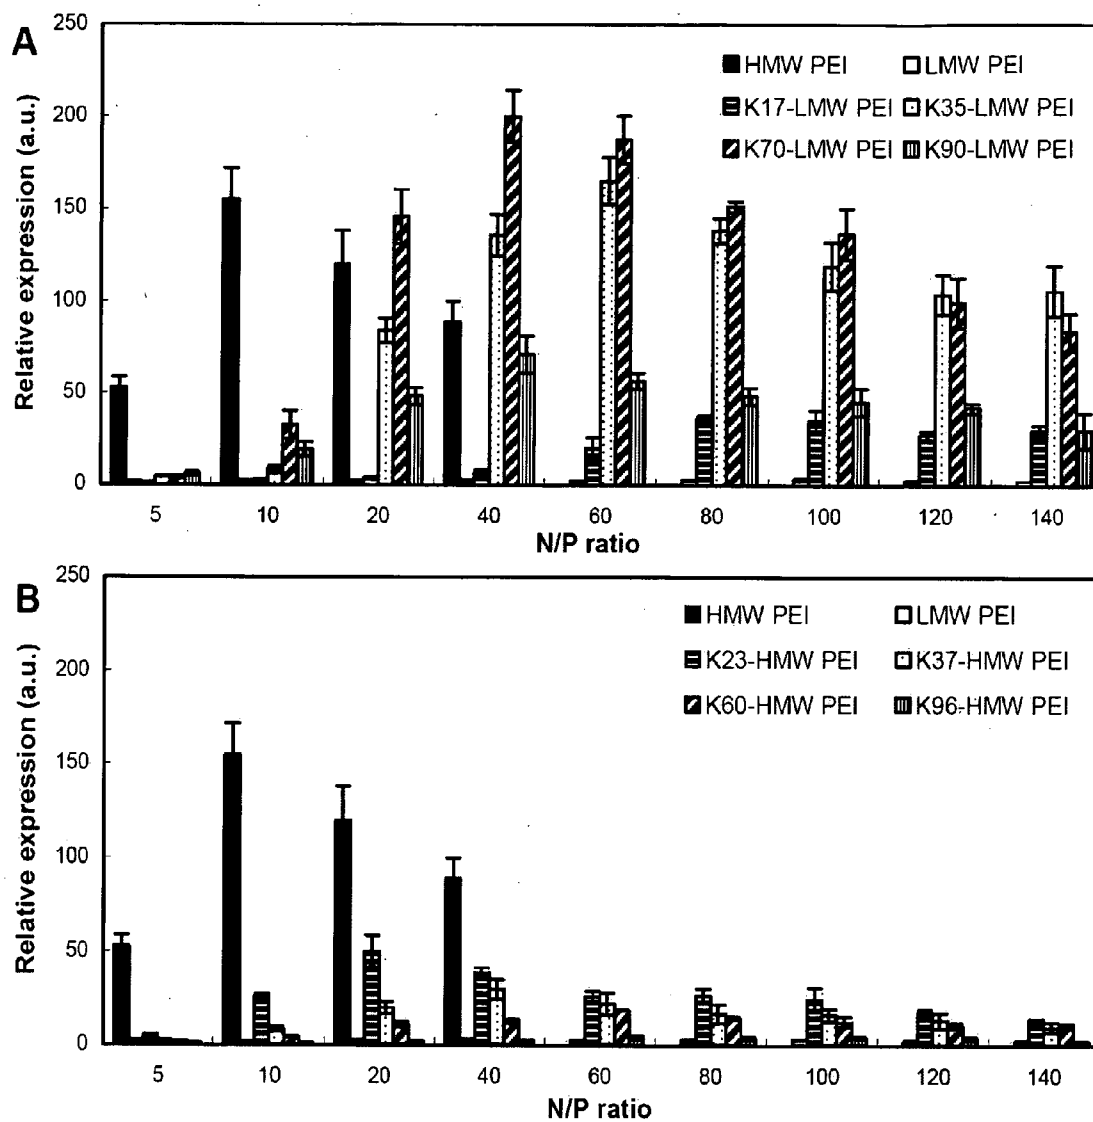 A
Relative expression (a.u.)
250
200
150
100
50
0
HMW PEI LMW PEI
K17-LMW PEI K35-LMW PEI
K70-LMW PEI K90-LMW PEI
5 10 20 40 60 80 100 120 140
N/P ratio
B
Relative expression (a.u.)
250
200
150
100
50
0
HMW PEI LMW PEI
K23-HMW PEI K37-HMW PEI
K60-HMW PEI K96-HMW PEI
5 10 20 40 60 80 100 120 140
N/P ratio